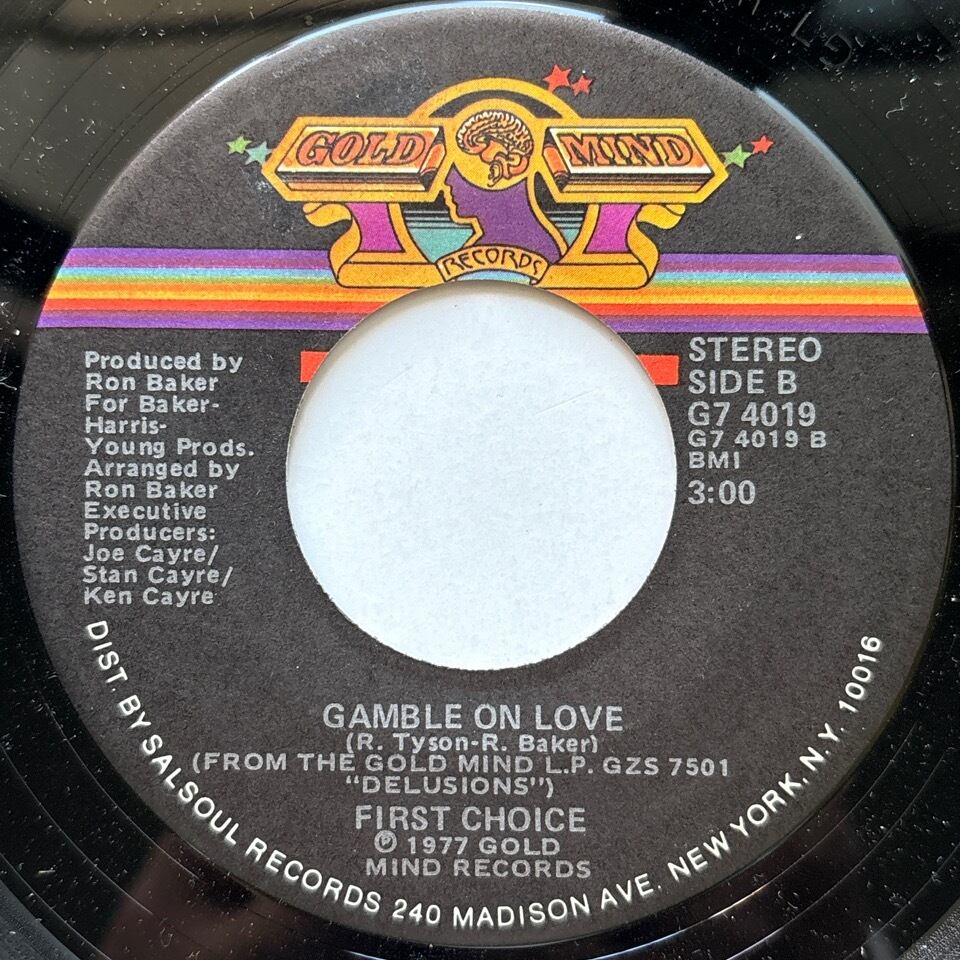 GOLD MIND
RECORDS
Produced by
Ron Baker
For Baker-
Harris-
Young Prods.
Arranged by
Ron Baker
Executive
Producers:
Joe Cayre/
Stan Cayre/
Ken Cayre
STEREO
SIDE B
G7 4019
G7 4019 B
BMI
3:00
GAMBLE ON LOVE
(R. Tyson-R. Baker)
(FROM THE GOLD MIND L.P. GZS 7501
"DELUSIONS")
FIRST CHOICE
℗ 1977 GOLD
MIND RECORDS
DIST. BY SALSOUL RECORDS 240 MADISON AVE. NEW YORK, N.Y. 10016